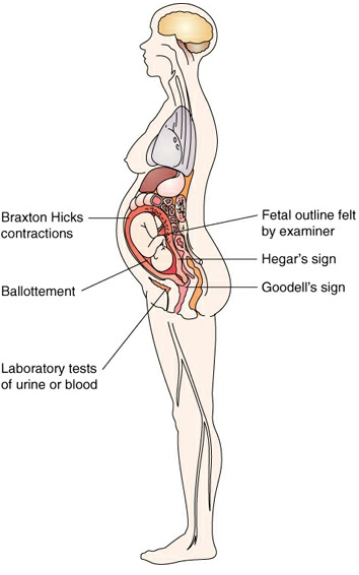 Braxton Hicks
contractions
Fetal outline felt
by examiner
Hegar's sign
Ballottement
Goodell's sign
Laboratory tests
of urine or blood